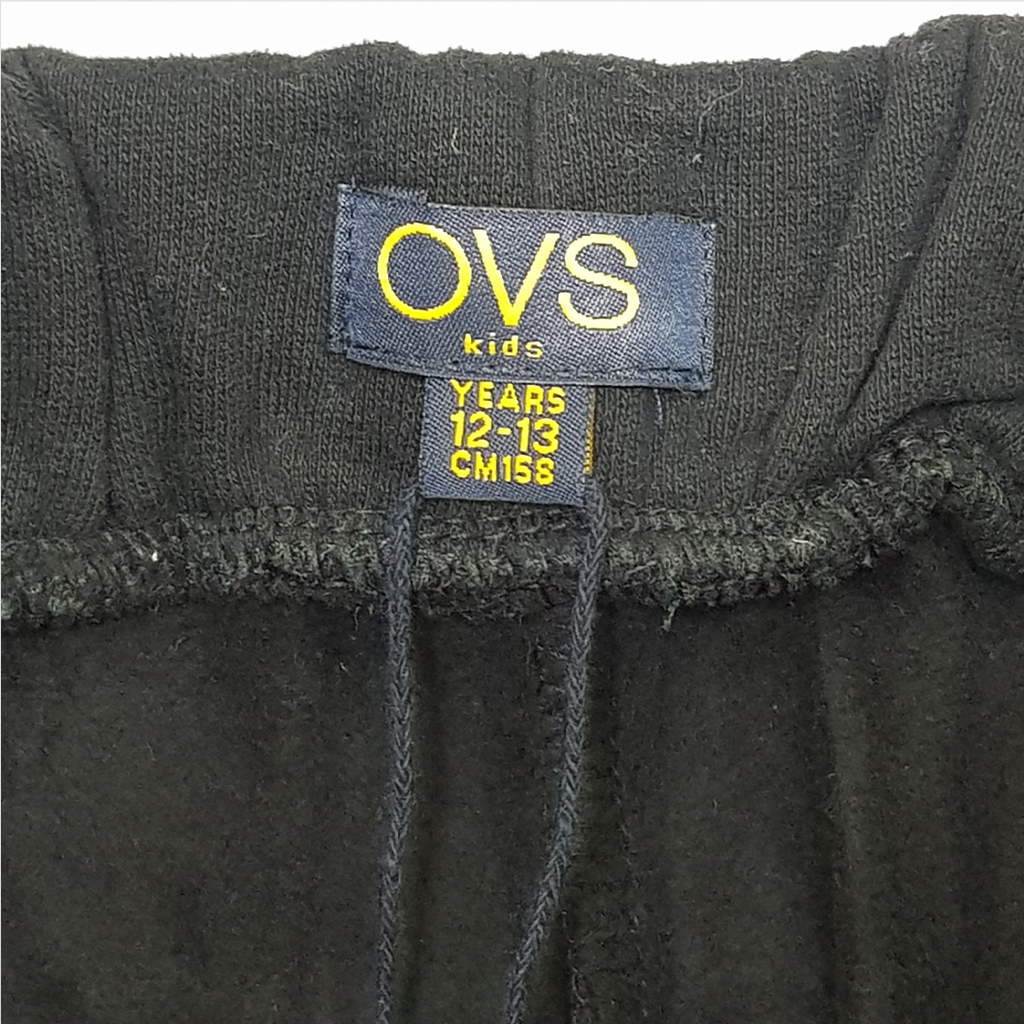 OVS
kids
YEARS
12-13
CM158